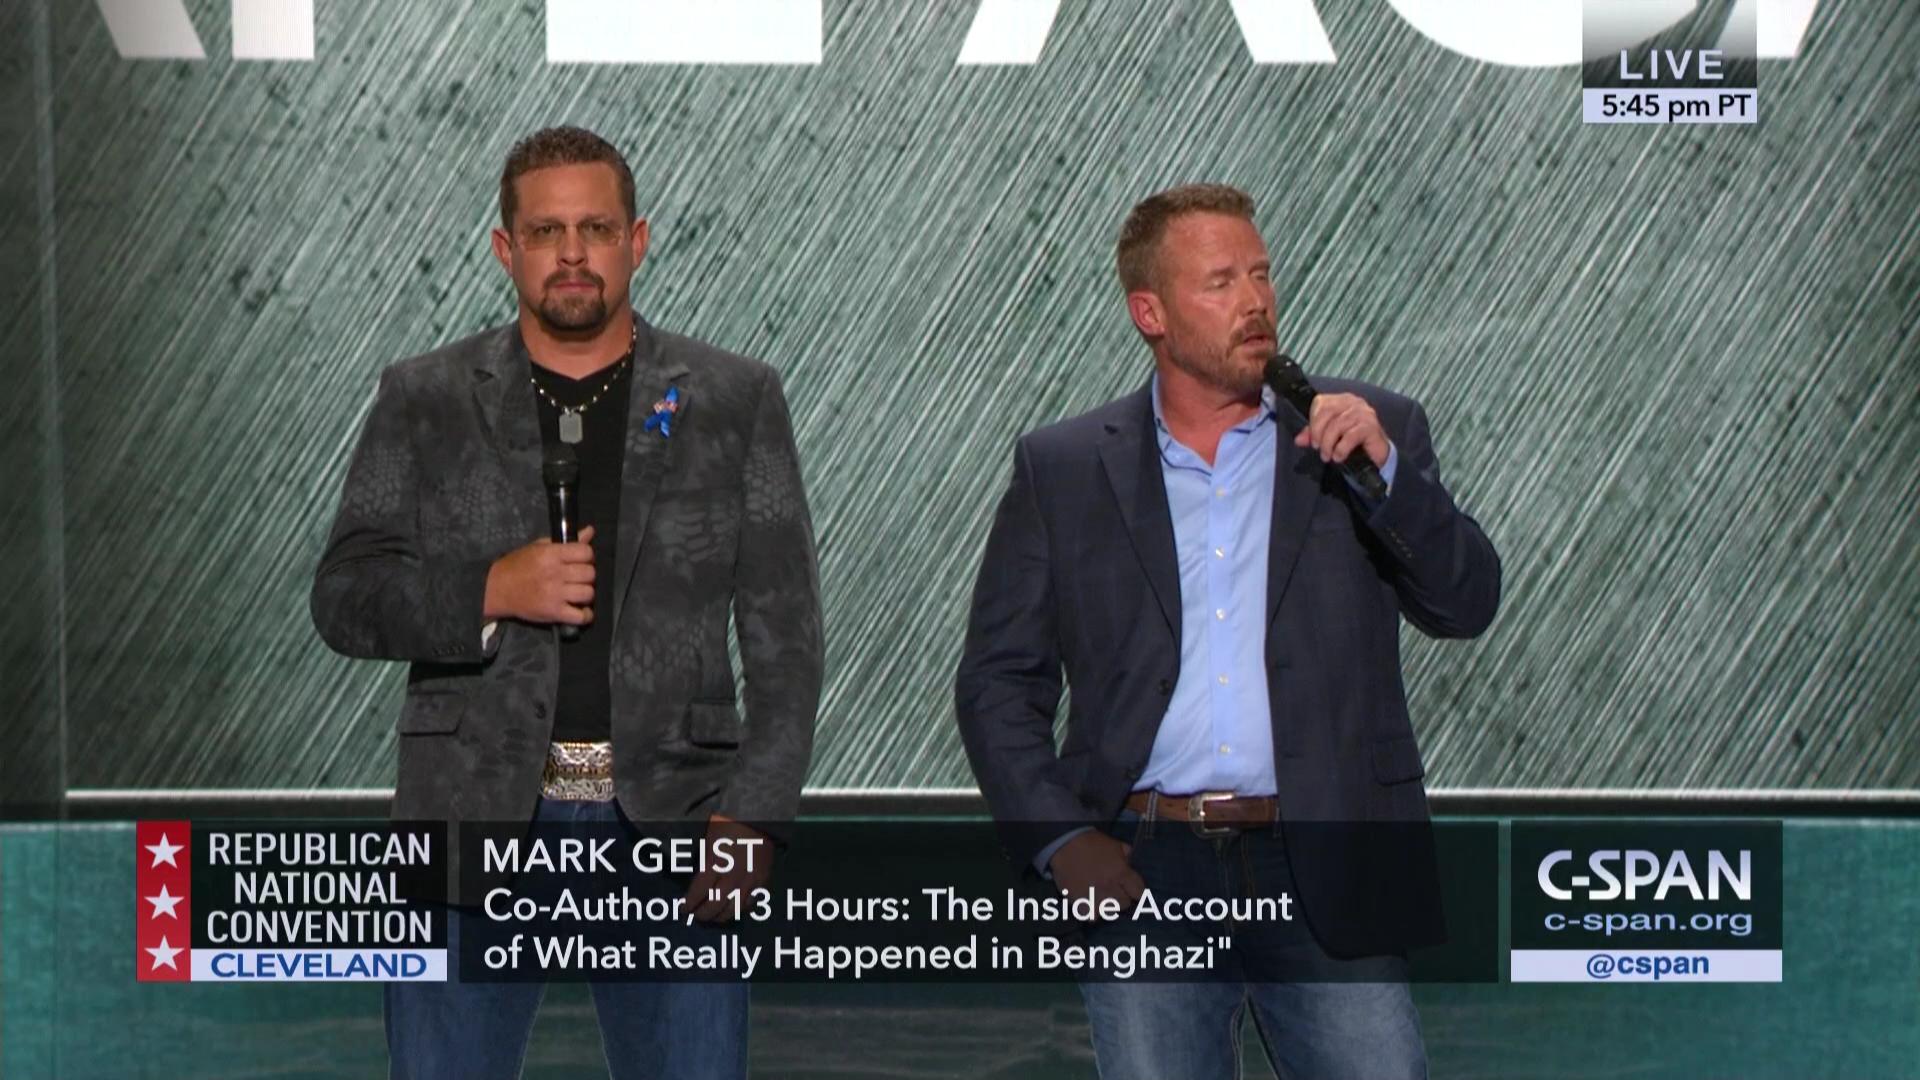 LIVE
5:45 pm PT
REPUBLICAN
NATIONAL
CONVENTION
CLEVELAND
MARK GEIST
Co-Author, "13 Hours: The Inside Account
of What Really Happened in Benghazi"
C-SPAN
c-span.org
@cspan